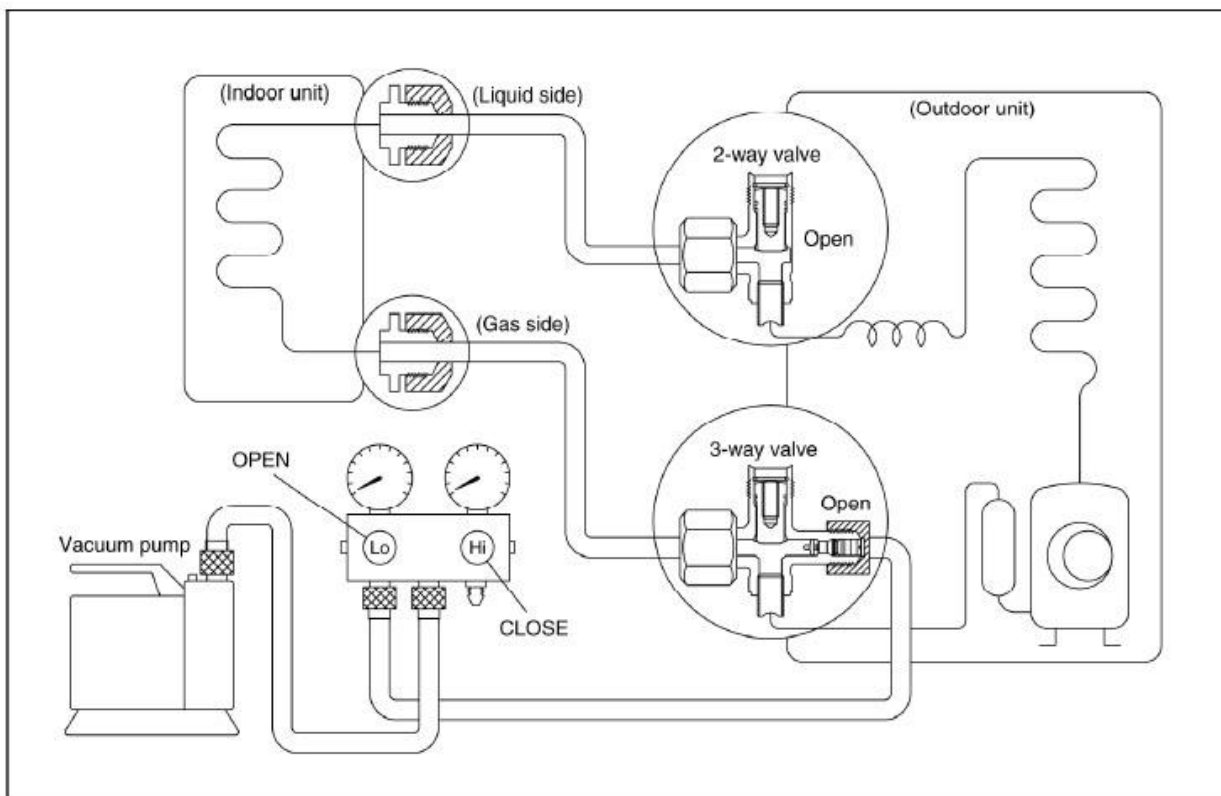 (Indoor unit)
(Liquid side)
(Outdoor unit)
2-way valve
Open
(Gas side)
3-way valve
Open
OPEN
Lo
Hi
Vacuum pump
CLOSE